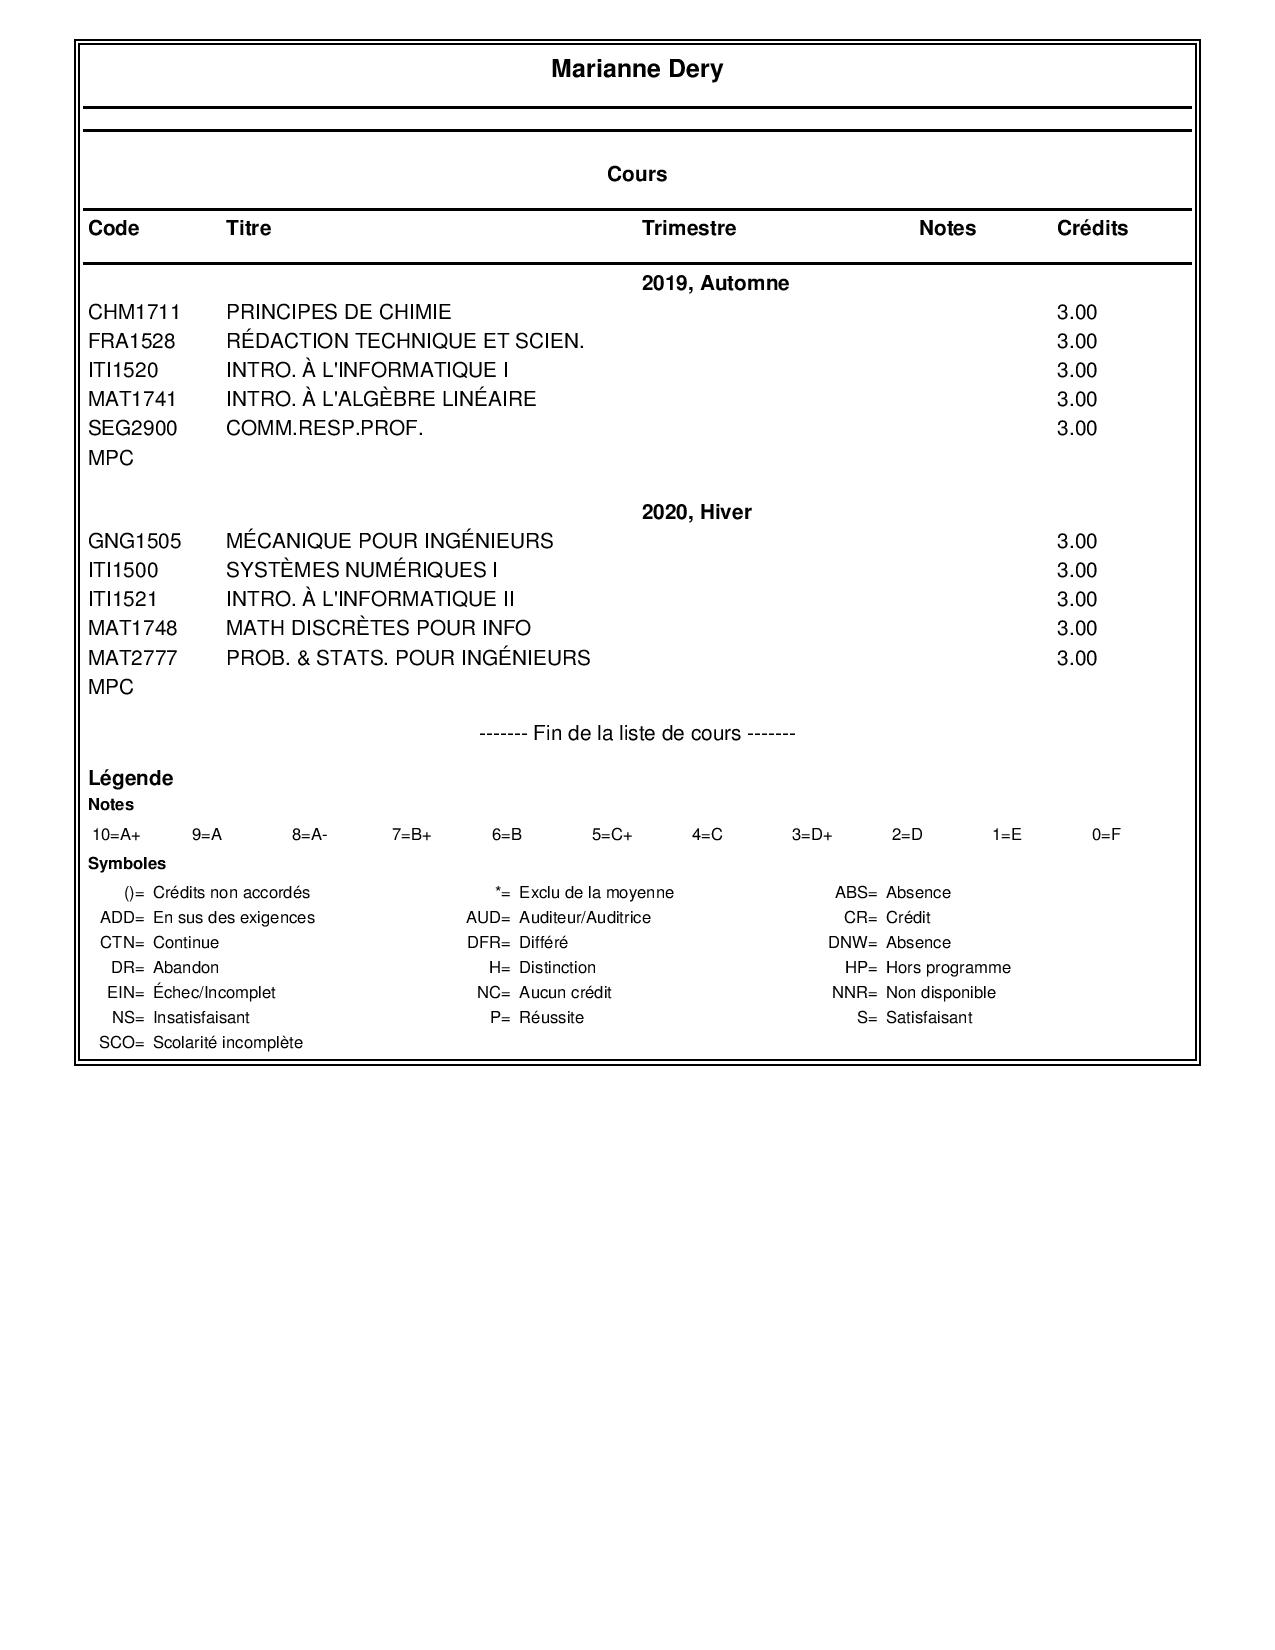 Marianne Dery
Cours
Code Titre Trimestre Notes Crédits
2019, Automne
CHM1711 PRINCIPES DE CHIMIE 3.00
FRA1528 RÉDACTION TECHNIQUE ET SCIEN. 3.00
ITI1520 INTRO. À L'INFORMATIQUE I 3.00
MAT1741 INTRO. À L'ALGÈBRE LINÉAIRE 3.00
SEG2900 COMM.RESP.PROF. 3.00
MPC
2020, Hiver
GNG1505 MÉCANIQUE POUR INGÉNIEURS 3.00
ITI1500 SYSTÈMES NUMÉRIQUES I 3.00
ITI1521 INTRO. À L'INFORMATIQUE II 3.00
MAT1748 MATH DISCRÈTES POUR INFO 3.00
MAT2777 PROB. & STATS. POUR INGÉNIEURS 3.00
MPC
------- Fin de la liste de cours -------
Légende
Notes
10=A+ 9=A 8=A- 7=B+ 6=B 5=C+ 4=C 3=D+ 2=D 1=E 0=F
Symboles
()= Crédits non accordés *= Exclu de la moyenne ABS= Absence
ADD= En sus des exigences AUD= Auditeur/Auditrice CR= Crédit
CTN= Continue DFR= Différé DNW= Absence
DR= Abandon H= Distinction HP= Hors programme
EIN= Échec/Incomplet NC= Aucun crédit NNR= Non disponible
NS= Insatisfaisant P= Réussite S= Satisfaisant
SCO= Scolarité incomplète